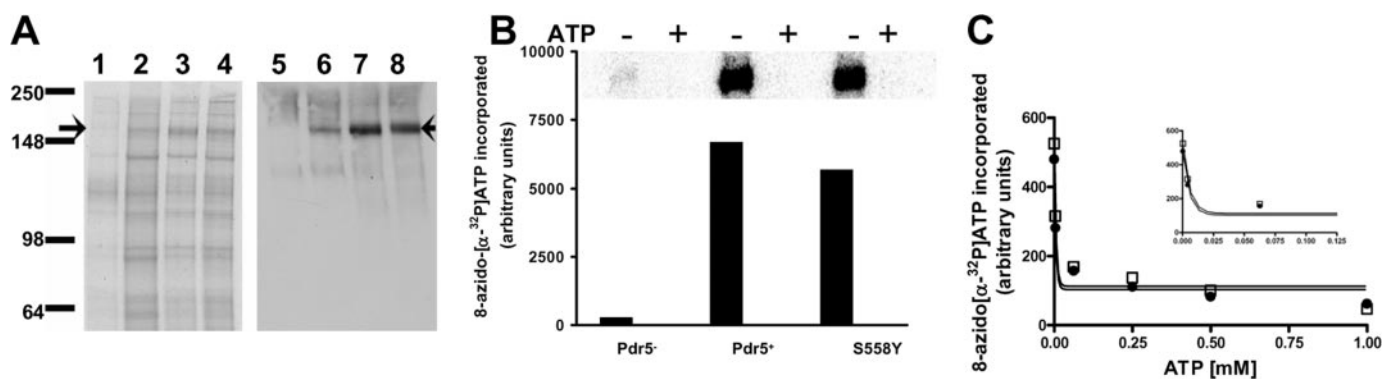 A
1 2 3 4 5 6 7 8
250
148
98
64
B
ATP - + - + - +
10000
7500
5000
2500
0
8-azido-[α-³²P]ATP incorporated
(arbitrary units)
Pdr5⁻ Pdr5⁺ S558Y
C
600
400
200
0
8-azido[α-³²P]ATP incorporated
(arbitrary units)
0.00 0.25 0.50 0.75 1.00
ATP [mM]
600
400
200
0
0.000 0.025 0.050 0.075 0.100 0.125